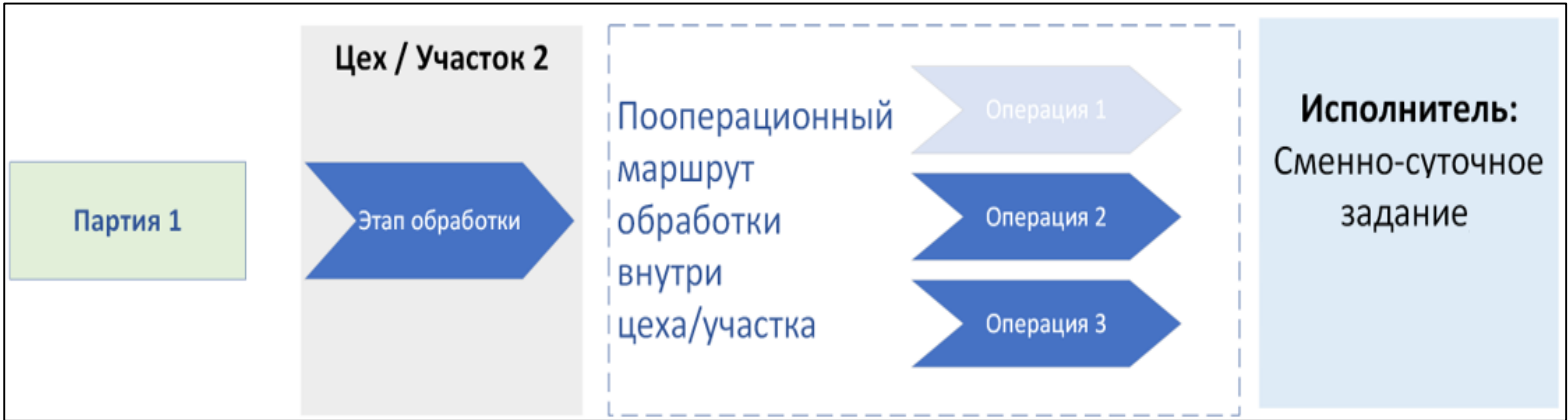 Цех / Участок 2
Партия 1
Этап обработки
Пооперационный
маршрут
обработки
внутри
цеха/участка
Операция 1
Операция 2
Операция 3
Исполнитель:
Сменно-суточное
задание